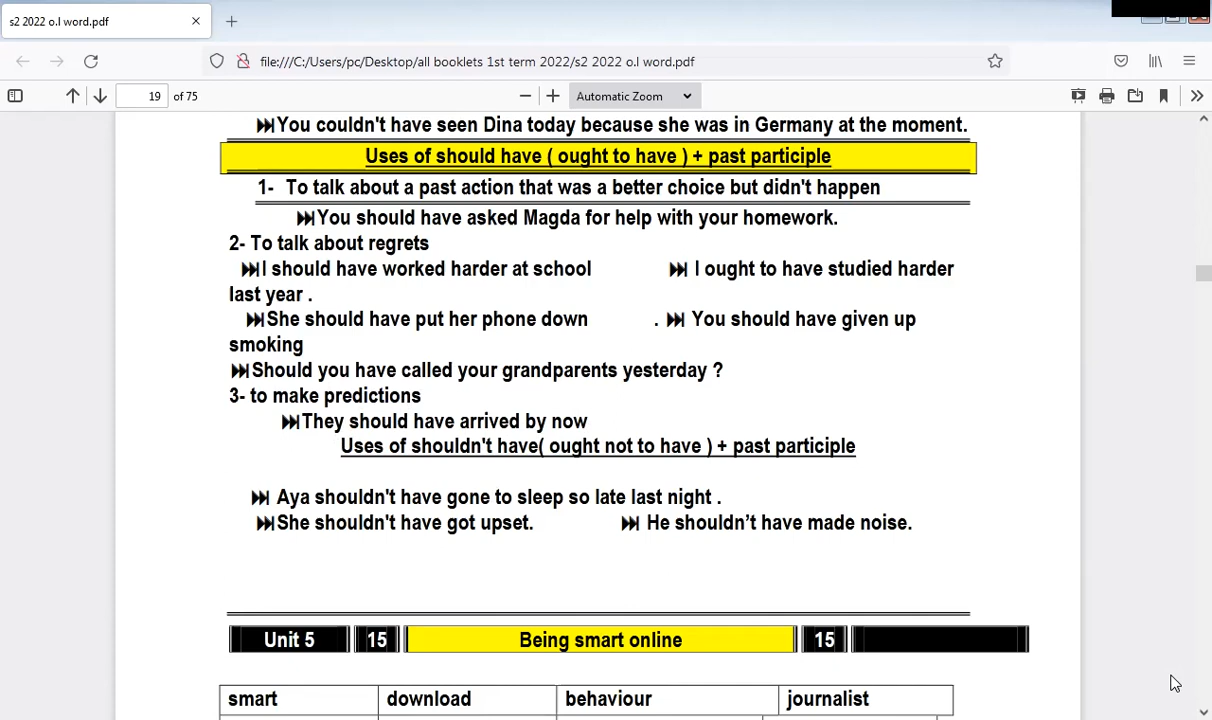 s2 2022 o.l word.pdf
file:///C:/Users/pc/Desktop/all booklets 1st term 2022/s2 2022 o.l word.pdf
19 of 75
Automatic Zoom
You couldn't have seen Dina today because she was in Germany at the moment.
Uses of should have ( ought to have ) + past participle
1- To talk about a past action that was a better choice but didn't happen
You should have asked Magda for help with your homework.
2- To talk about regrets
I should have worked harder at school I ought to have studied harder
last year .
She should have put her phone down . You should have given up
smoking
Should you have called your grandparents yesterday ?
3- to make predictions
They should have arrived by now
Uses of shouldn't have( ought not to have ) + past participle
Aya shouldn't have gone to sleep so late last night .
She shouldn't have got upset. He shouldn’t have made noise.
Unit 5 15 Being smart online 15
smart download behaviour journalist